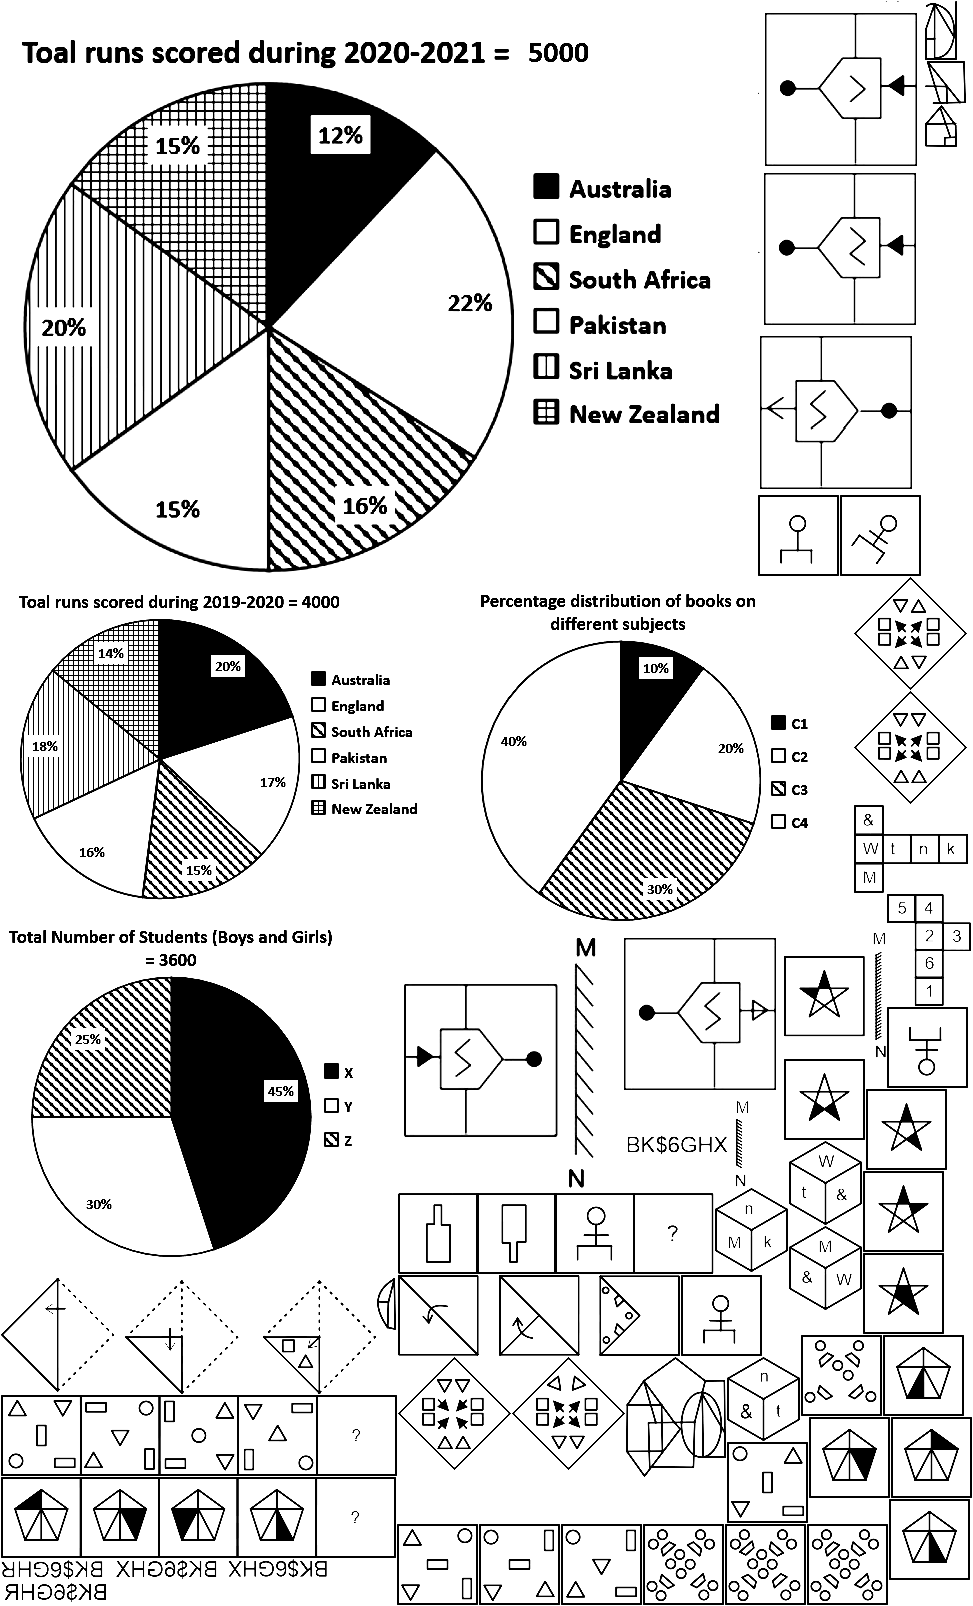 Toal runs scored during 2020-2021 = 5000
15%
12%
22%
20%
15%
16%
Australia
England
South Africa
Pakistan
Sri Lanka
New Zealand
Toal runs scored during 2019-2020 = 4000
14%
20%
18%
17%
16%
15%
Australia
England
South Africa
Pakistan
Sri Lanka
New Zealand
Percentage distribution of books on
different subjects
10%
40%
20%
30%
C1
C2
C3
C4
&
W t n k
M
5 4
2 3
6
1
Total Number of Students (Boys and Girls)
= 3600
25%
45%
30%
X
Y
Z
M
N
M
N
BK$6GHX
M
N
W
t &
n
M k
M
& W
?
n
& t
?
?
BK$6GHR BK$6GHX BK$6GHX
BK$6GHR